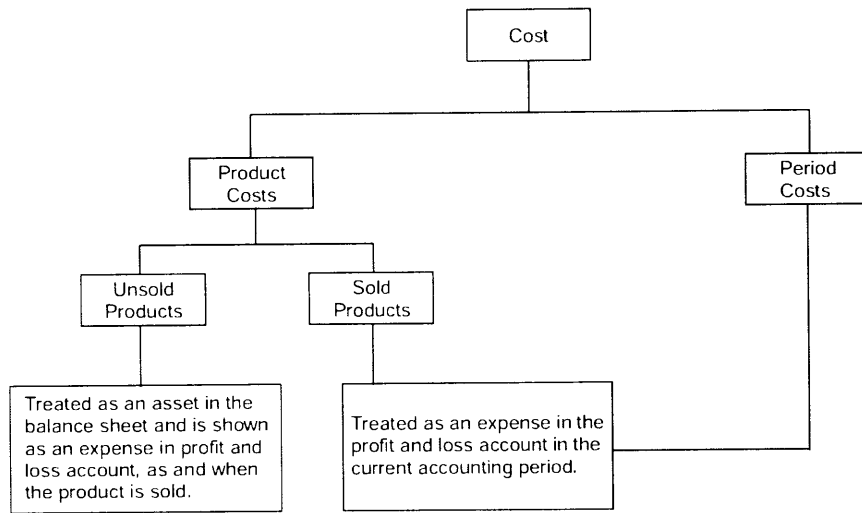 Cost
Product
Costs
Period
Costs
Unsold
Products
Sold
Products
Treated as an asset in the
balance sheet and is shown
as an expense in profit and
loss account, as and when
the product is sold.
Treated as an expense in the
profit and loss account in the
current accounting period.